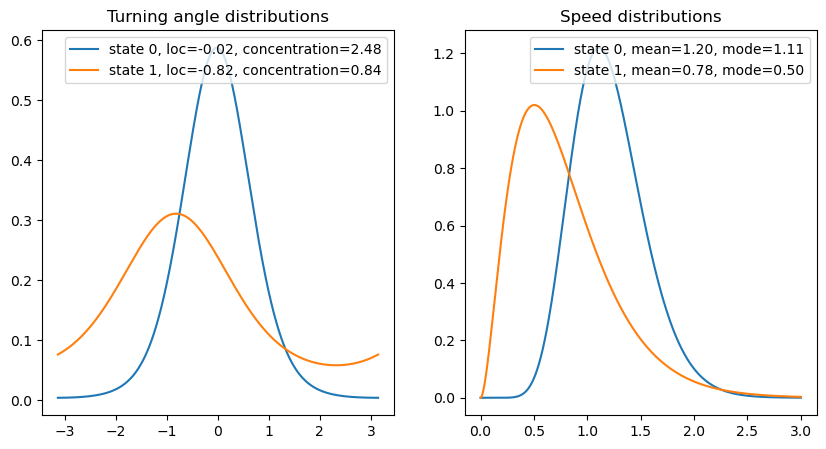 Turning angle distributions
state 0, loc=-0.02, concentration=2.48
state 1, loc=-0.82, concentration=0.84
0.6
0.5
0.4
0.3
0.2
0.1
0.0
−3 −2 −1 0 1 2 3
Speed distributions
state 0, mean=1.20, mode=1.11
state 1, mean=0.78, mode=0.50
1.2
1.0
0.8
0.6
0.4
0.2
0.0
0.0 0.5 1.0 1.5 2.0 2.5 3.0